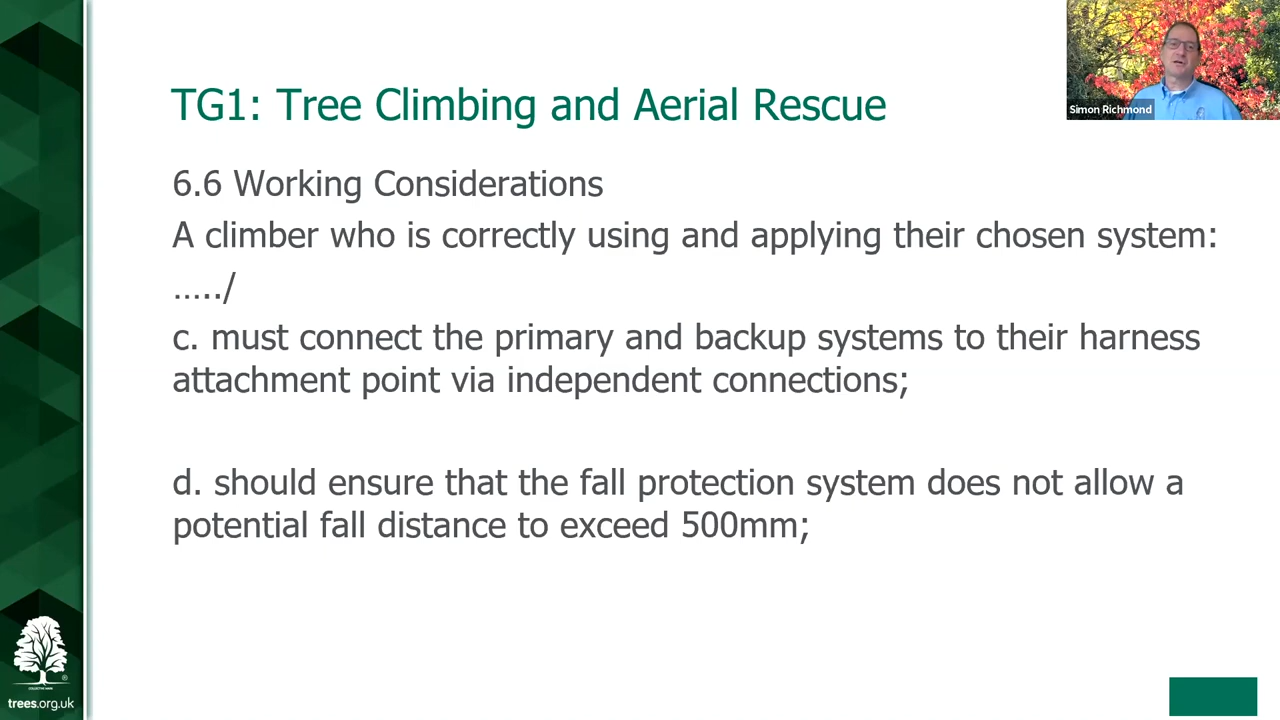 Simon Richmond
TG1: Tree Climbing and Aerial Rescue
6.6 Working Considerations
A climber who is correctly using and applying their chosen system:
…../
c. must connect the primary and backup systems to their harness
attachment point via independent connections;
d. should ensure that the fall protection system does not allow a
potential fall distance to exceed 500mm;
COLLECTIVE MARK
trees.org.uk